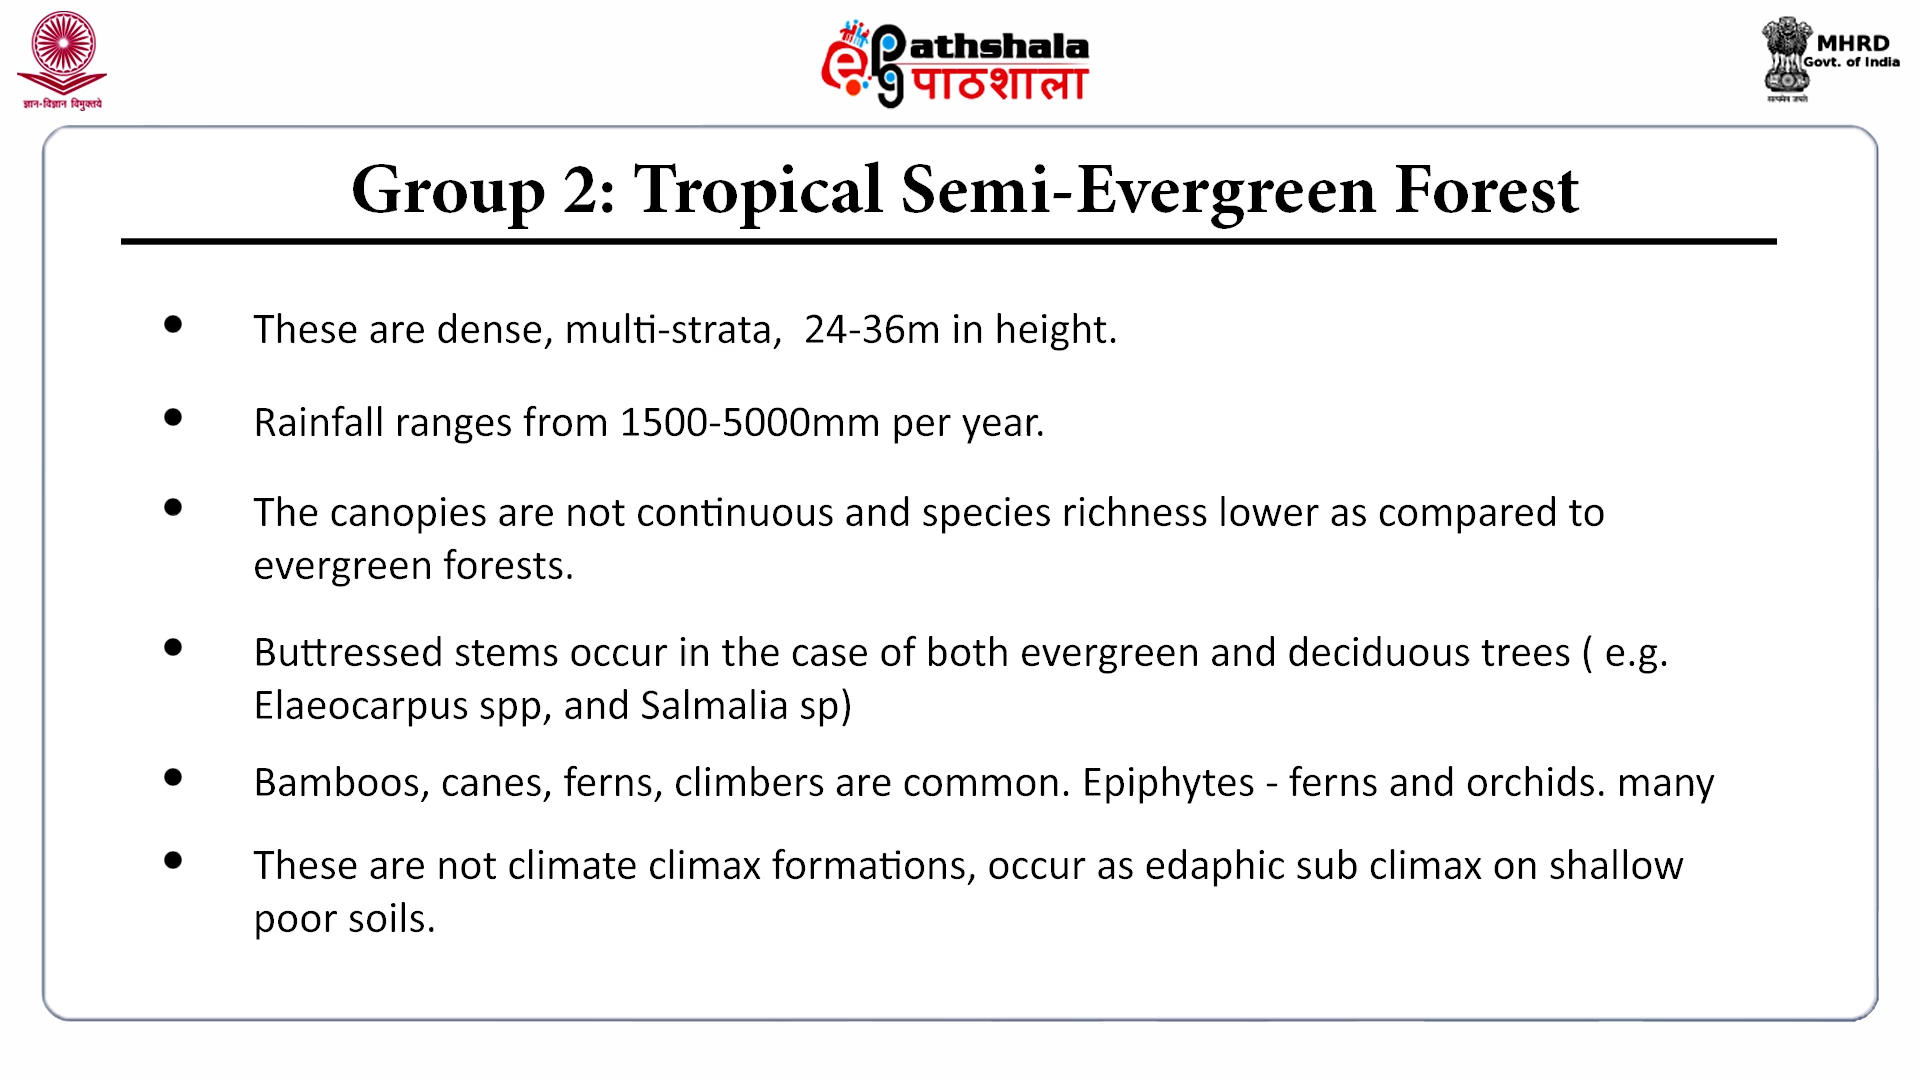 ज्ञान-विज्ञान विमुक्तये
e pg Pathshala
पाठशाला
MHRD
Govt. of India
सत्यमेव जयते
Group 2: Tropical Semi-Evergreen Forest
• These are dense, multi-strata,  24-36m in height.
• Rainfall ranges from 1500-5000mm per year.
• The canopies are not continuous and species richness lower as compared to
evergreen forests.
• Buttressed stems occur in the case of both evergreen and deciduous trees ( e.g.
Elaeocarpus spp, and Salmalia sp)
• Bamboos, canes, ferns, climbers are common. Epiphytes - ferns and orchids. many
• These are not climate climax formations, occur as edaphic sub climax on shallow
poor soils.